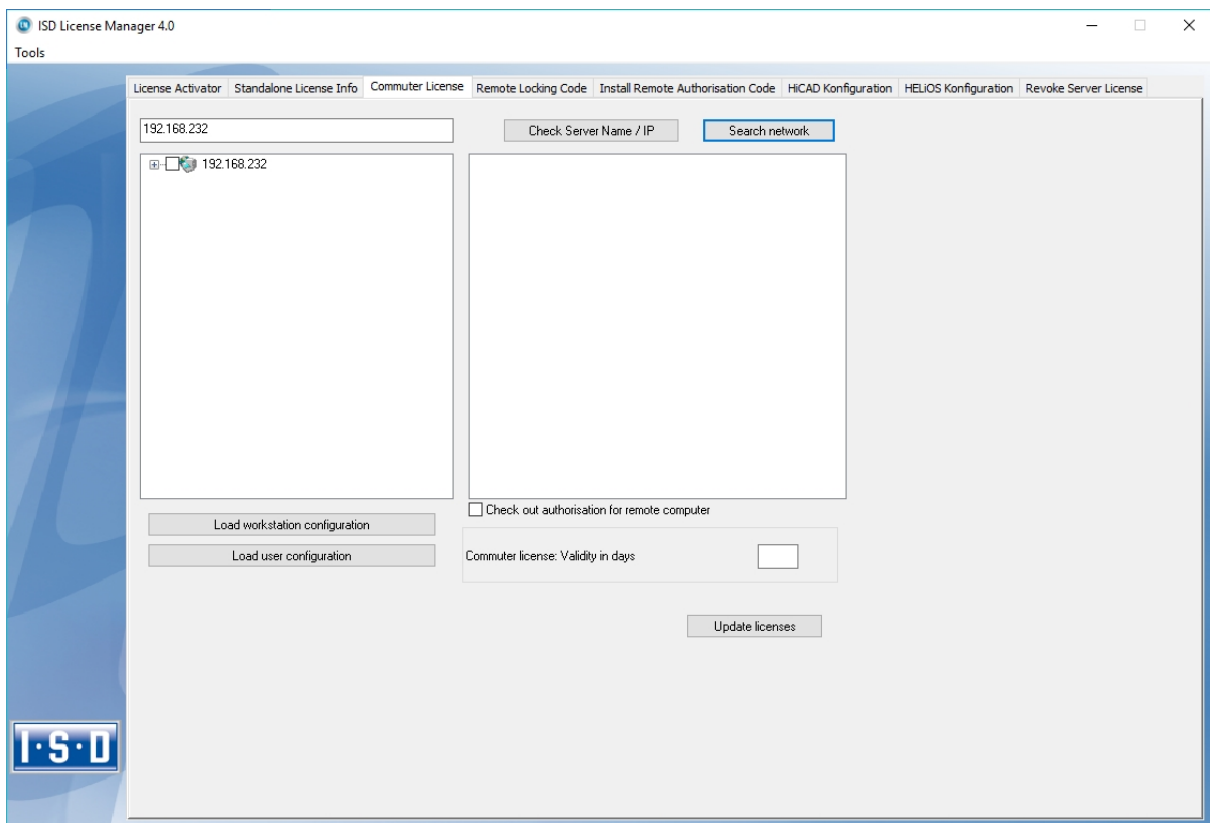 ISD License Manager 4.0
Tools
License Activator Standalone License Info Commuter License Remote Locking Code Install Remote Authorisation Code HiCAD Konfiguration HELiOS Konfiguration Revoke Server License
192.168.232 Check Server Name / IP Search network
192.168.232
Check out authorisation for remote computer
Load workstation configuration
Load user configuration Commuter license: Validity in days
Update licenses
I·S·D